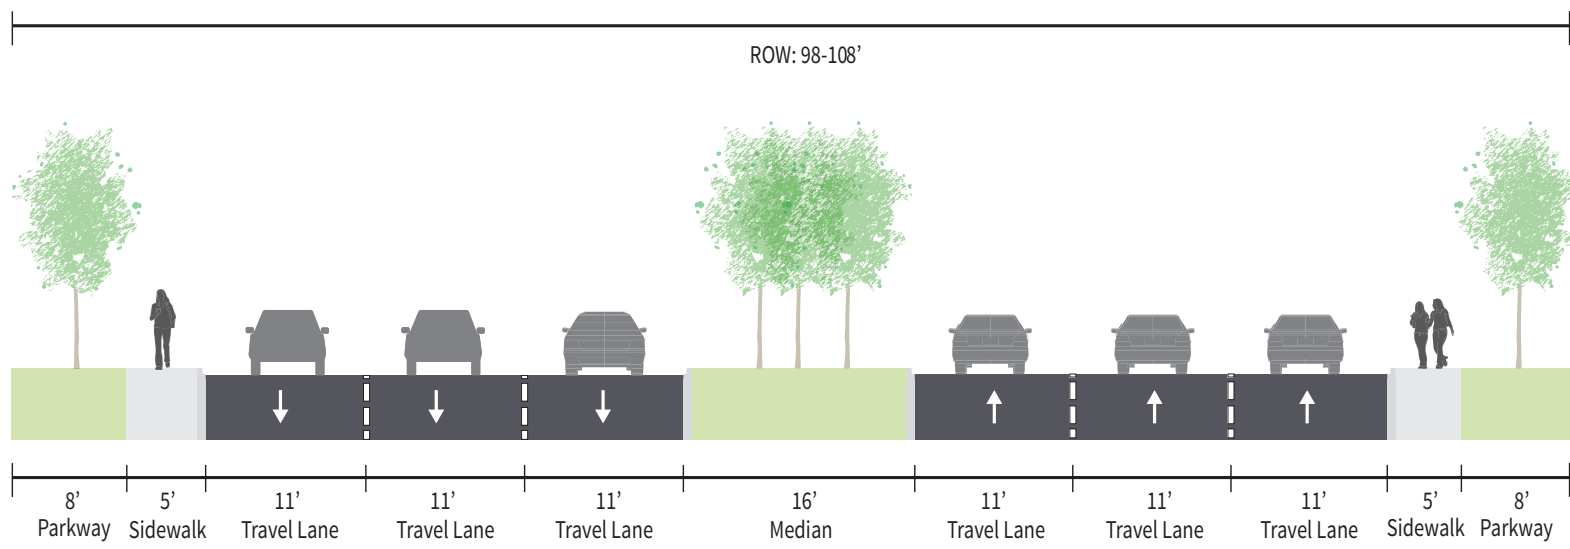 ROW: 98-108’
8’ 5’ 11’ 11’ 11’ 16’ 11’ 11’ 11’ 5’ 8’
Parkway Sidewalk Travel Lane Travel Lane Travel Lane Median Travel Lane Travel Lane Travel Lane Sidewalk Parkway